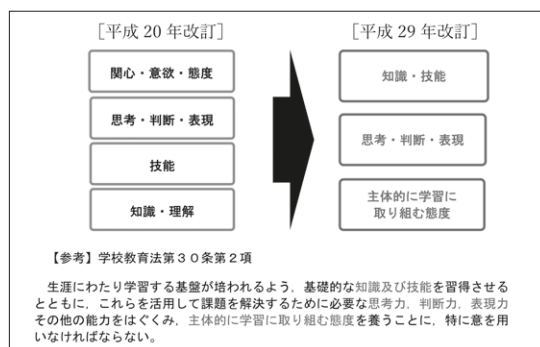 ［平成 20 年改訂］
［平成 29 年改訂］
関心・意欲・態度
思考・判断・表現
技能
知識・理解
知識・技能
思考・判断・表現
主体的に学習に
取り組む態度
【参考】学校教育法第３０条第２項
生涯にわたり学習する基盤が培われるよう，基礎的な知識及び技能を習得させる
とともに，これらを活用して課題を解決するために必要な思考力，判断力，表現力
その他の能力をはぐくみ，主体的に学習に取り組む態度を養うことに，特に意を用
いなければならない。